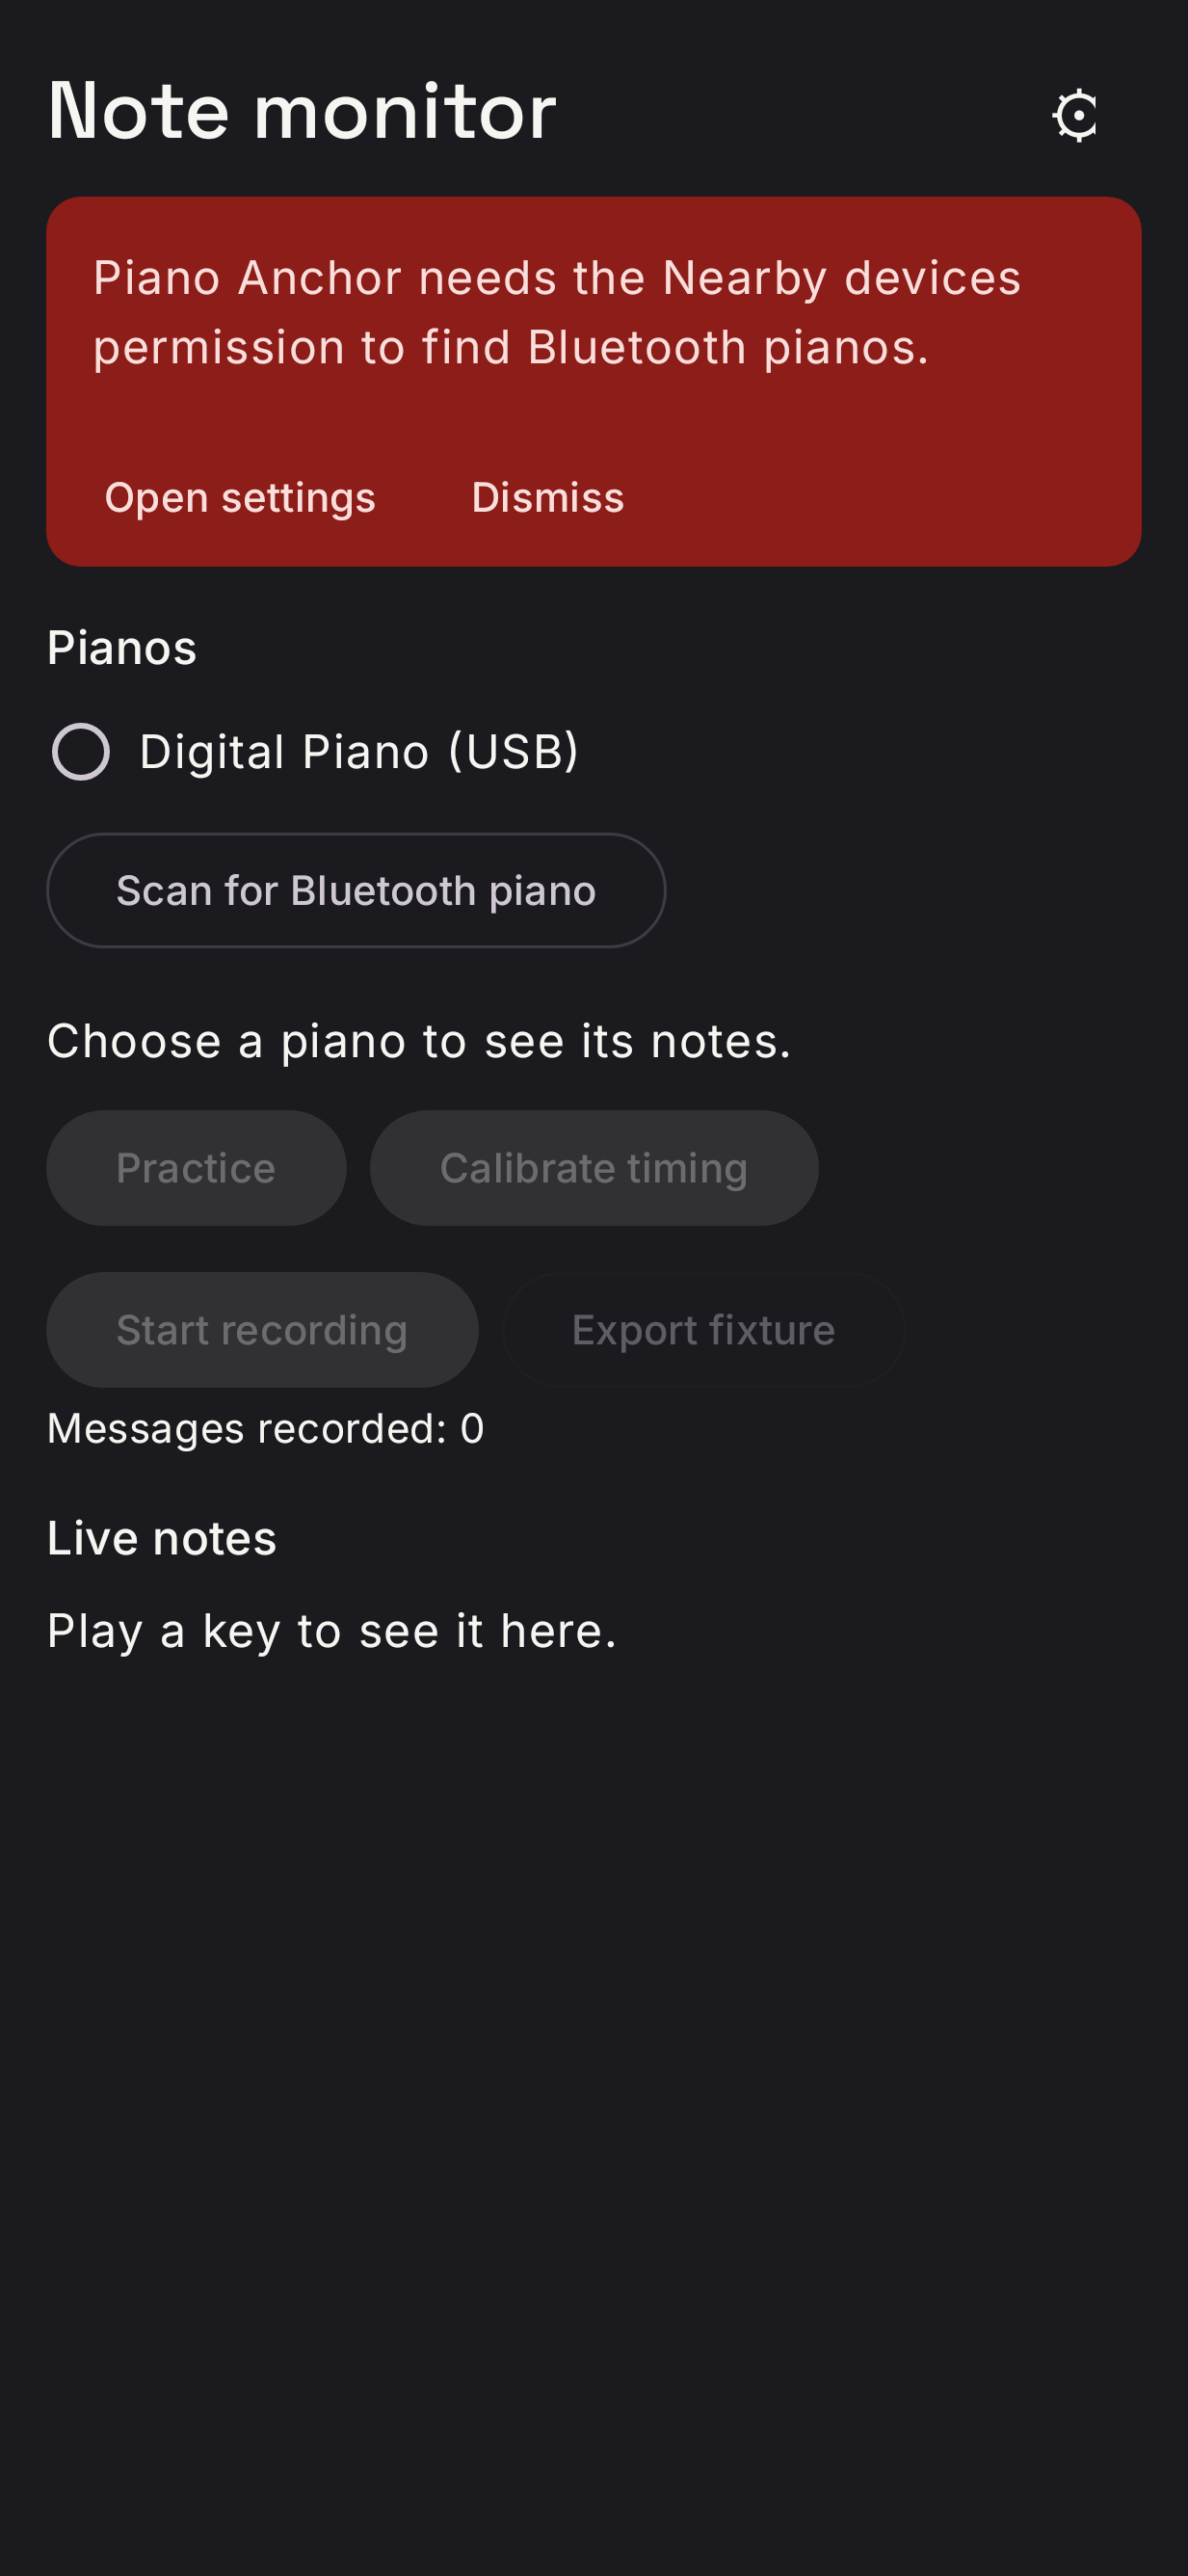 Note monitor
Piano Anchor needs the Nearby devices
permission to find Bluetooth pianos.
Open settings
Dismiss
Pianos
Digital Piano (USB)
Scan for Bluetooth piano
Choose a piano to see its notes.
Practice
Calibrate timing
Start recording
Export fixture
Messages recorded: 0
Live notes
Play a key to see it here.